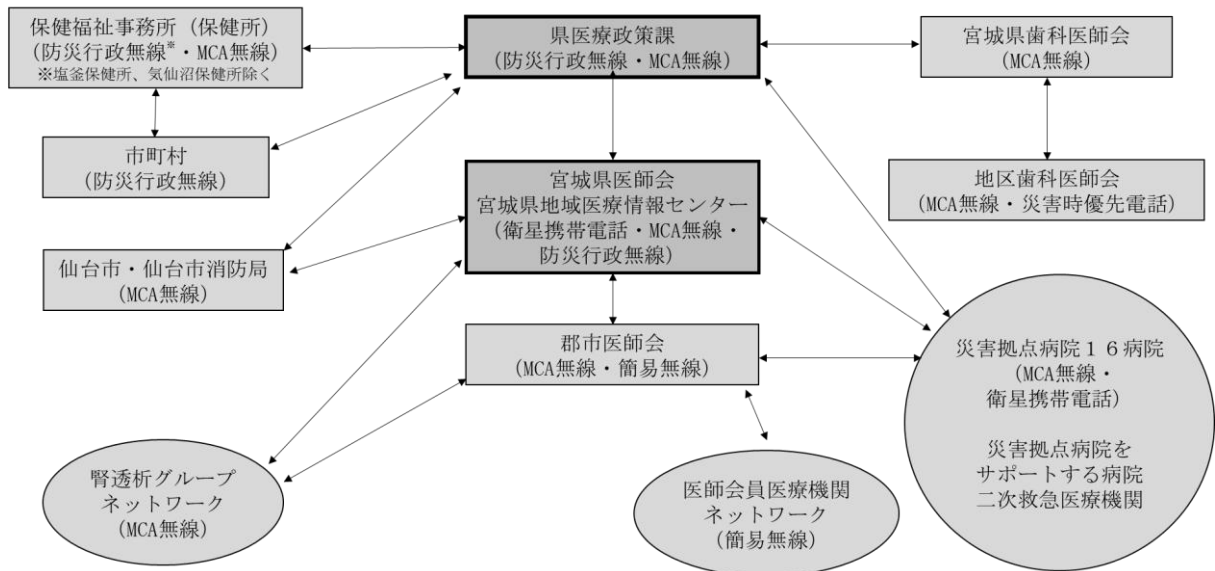 保健福祉事務所（保健所）
（防災行政無線※・MCA無線）
※塩釜保健所、気仙沼保健所除く
県医療政策課
（防災行政無線・MCA無線）
宮城県歯科医師会
（MCA無線）
市町村
（防災行政無線）
宮城県医師会
宮城県地域医療情報センター
（衛星携帯電話・MCA無線・
防災行政無線）
地区歯科医師会
（MCA無線・災害時優先電話）
仙台市・仙台市消防局
（MCA無線）
郡市医師会
（MCA無線・簡易無線）
災害拠点病院１６病院
（MCA無線・
衛星携帯電話）
災害拠点病院を
サポートする病院
二次救急医療機関
腎透析グループ
ネットワーク
（MCA無線）
医師会員医療機関
ネットワーク
（簡易無線）